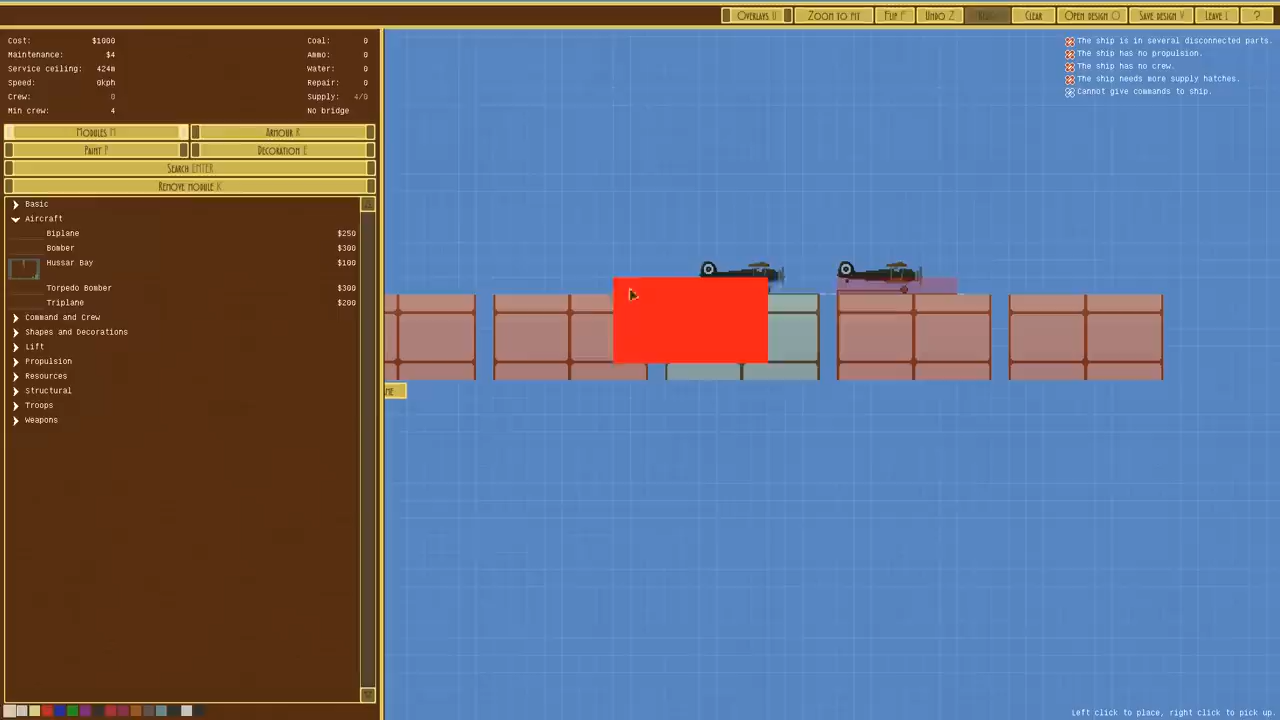 Overlays U
Zoom to fit
Flip F
Undo Z
Clear
Open design O
Save design V
Leave L
?
Cost: $1000
Maintenance: $4
Service ceiling: 424m
Speed: 0kph
Crew: 0
Min crew: 4
Coal: 0
Ammo: 0
Water: 0
Repair: 0
Supply: 4/0
No bridge
Modules M
Armour R
Paint P
Decoration
Search ENTER
Remove module K
Basic
Aircraft
Biplane $250
Bomber $300
Hussar Bay $100
Torpedo Bomber $300
Triplane $200
Command and Crew
Shapes and Decorations
Lift
Propulsion
Resources
Structural
Troops
Weapons
The ship is in several disconnected parts.
The ship has no propulsion.
The ship has no crew.
The ship needs more supply hatches.
Cannot give commands to ship.
Left click to place, right click to pick up.